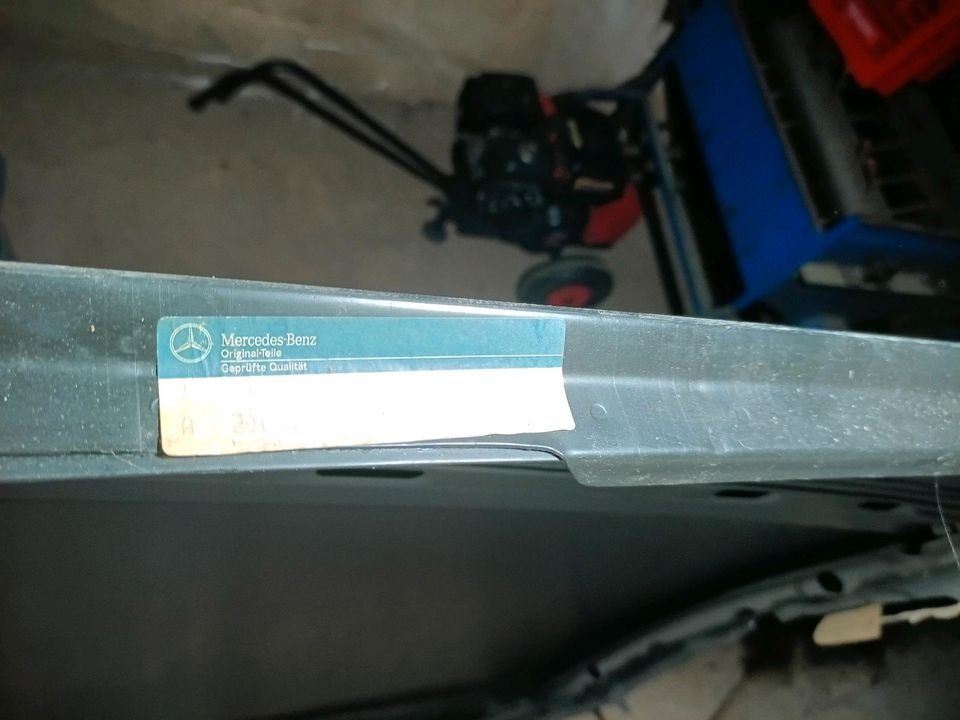 Mercedes-Benz
Original-Teile
Geprüfte Qualität
A